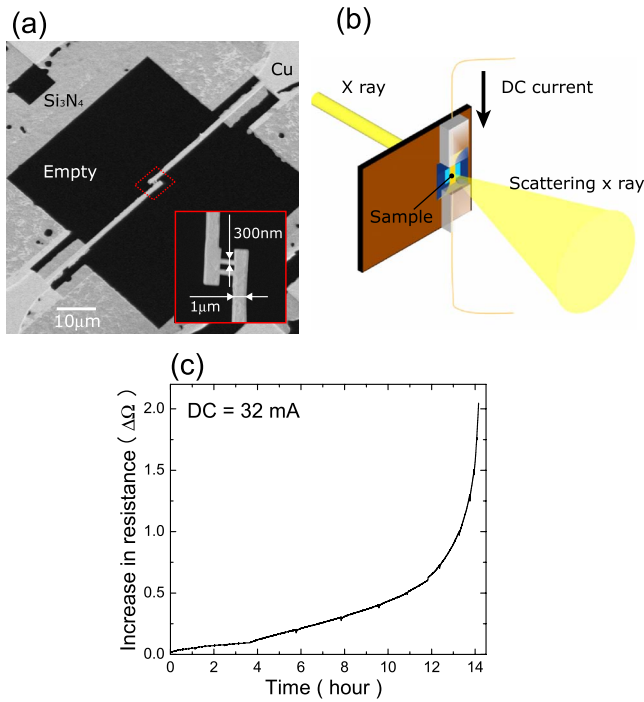 (a)
Cu
Si₃N₄
Empty
300nm
1μm
10μm
(b)
X ray
DC current
Scattering x ray
Sample
(c)
DC = 32 mA
Increase in resistance ( ΔΩ )
2.0
1.5
1.0
0.5
0.0
0 2 4 6 8 10 12 14
Time ( hour )